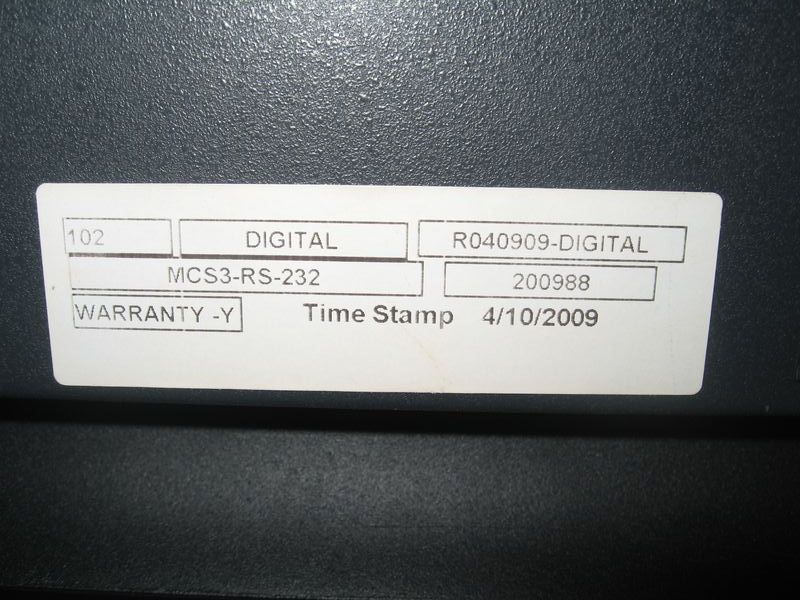 102 DIGITAL R040909-DIGITAL
MCS3-RS-232 200988
WARRANTY -Y Time Stamp 4/10/2009